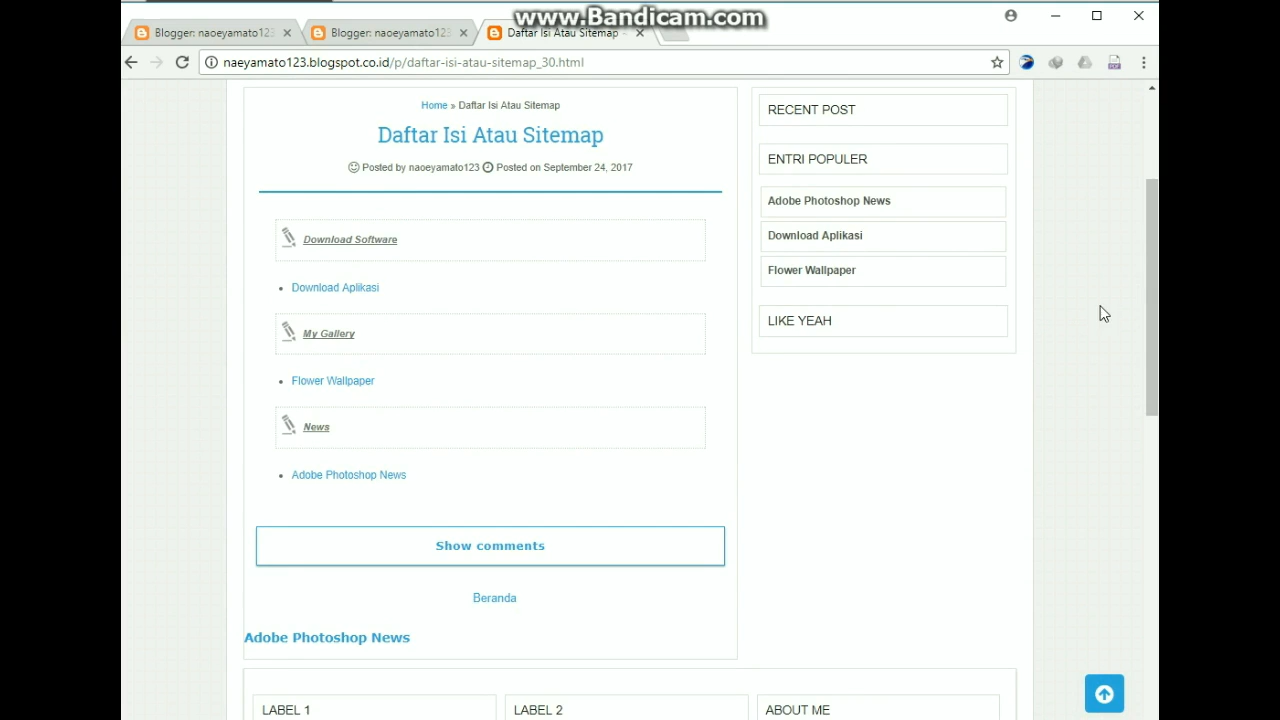 www.Bandicam.com
Blogger: naoeyamato123
Blogger: naoeyamato123
Daftar Isi Atau Sitemap
naeyamato123.blogspot.co.id/p/daftar-isi-atau-sitemap_30.html
Home » Daftar Isi Atau Sitemap
Daftar Isi Atau Sitemap
Posted by naoeyamato123 Posted on September 24, 2017
Download Software
• Download Aplikasi
My Gallery
• Flower Wallpaper
News
• Adobe Photoshop News
Show comments
Beranda
Adobe Photoshop News
RECENT POST
ENTRI POPULER
Adobe Photoshop News
Download Aplikasi
Flower Wallpaper
LIKE YEAH
LABEL 1
LABEL 2
ABOUT ME